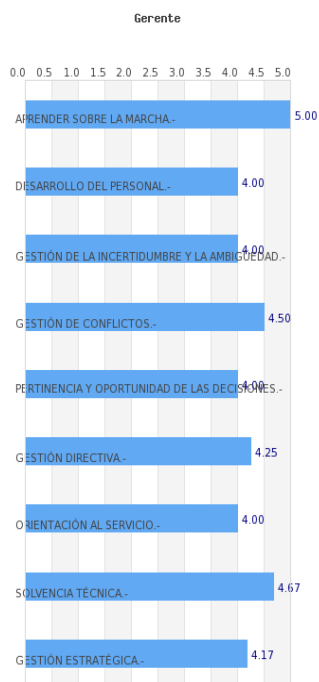 Gerente
0.0 0.5 1.0 1.5 2.0 2.5 3.0 3.5 4.0 4.5 5.0
APRENDER SOBRE LA MARCHA.- 5.00
DESARROLLO DEL PERSONAL.- 4.00
GESTIÓN DE LA INCERTIDUMBRE Y LA AMBIGUEDAD.- 4.00
GESTIÓN DE CONFLICTOS.- 4.50
PERTINENCIA Y OPORTUNIDAD DE LAS DECISIONES.- 4.00
GESTIÓN DIRECTIVA.- 4.25
ORIENTACIÓN AL SERVICIO.- 4.00
SOLVENCIA TÉCNICA.- 4.67
GESTIÓN ESTRATÉGICA.- 4.17